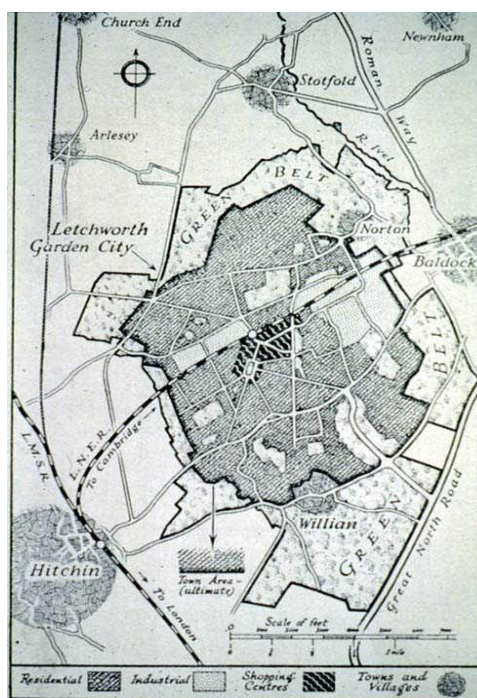 Church End
Newnham
Roman
Way
Stotfold
R. Ivel
Arlesey
GREEN
BELT
Letchworth
Garden City
Norton
Baldock
BELT
L.N.E.R.
To Cambridge
L.M.S.R.
Willian
GREEN
Great North Road
Hitchin
Town Area-
(ultimate)
To London
Scale of feet
1 mile
Residential
Industrial
Shopping
Centres
Towns and
Villages